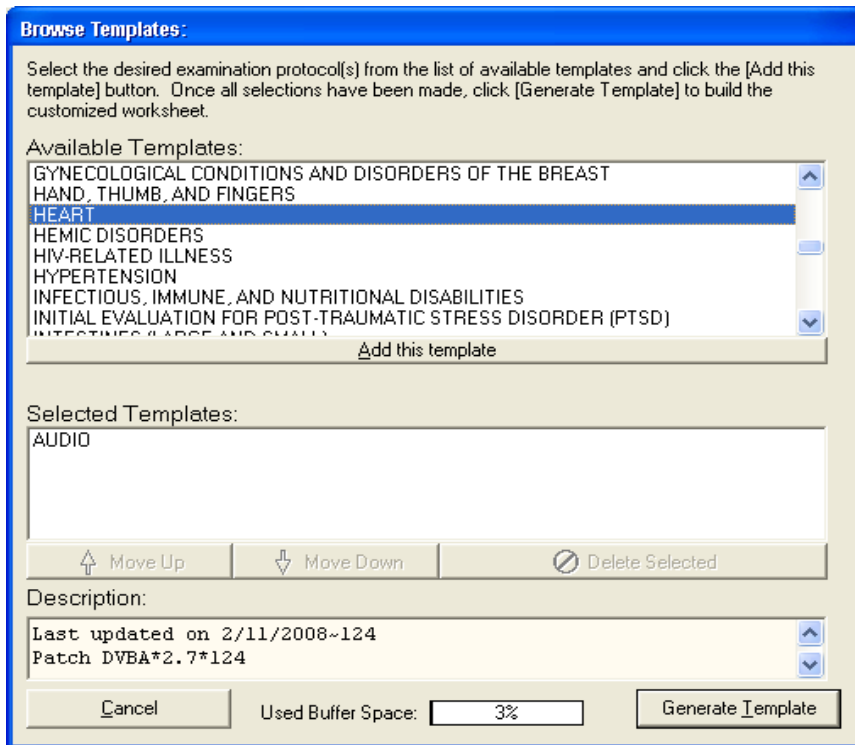 Browse Templates:
Select the desired examination protocol(s) from the list of available templates and click the [Add this
template] button. Once all selections have been made, click [Generate Template] to build the
customized worksheet.
Available Templates:
GYNECOLOGICAL CONDITIONS AND DISORDERS OF THE BREAST
HAND, THUMB, AND FINGERS
HEART
HEMIC DISORDERS
HIV-RELATED ILLNESS
HYPERTENSION
INFECTIOUS, IMMUNE, AND NUTRITIONAL DISABILITIES
INITIAL EVALUATION FOR POST-TRAUMATIC STRESS DISORDER (PTSD)
INTESTINES (LARGE AND SMALL)
Add this template
Selected Templates:
AUDIO
Move Up Move Down Delete Selected
Description:
Last updated on 2/11/2008~124
Patch DVBA*2.7*124
Cancel Used Buffer Space: 3% Generate Template